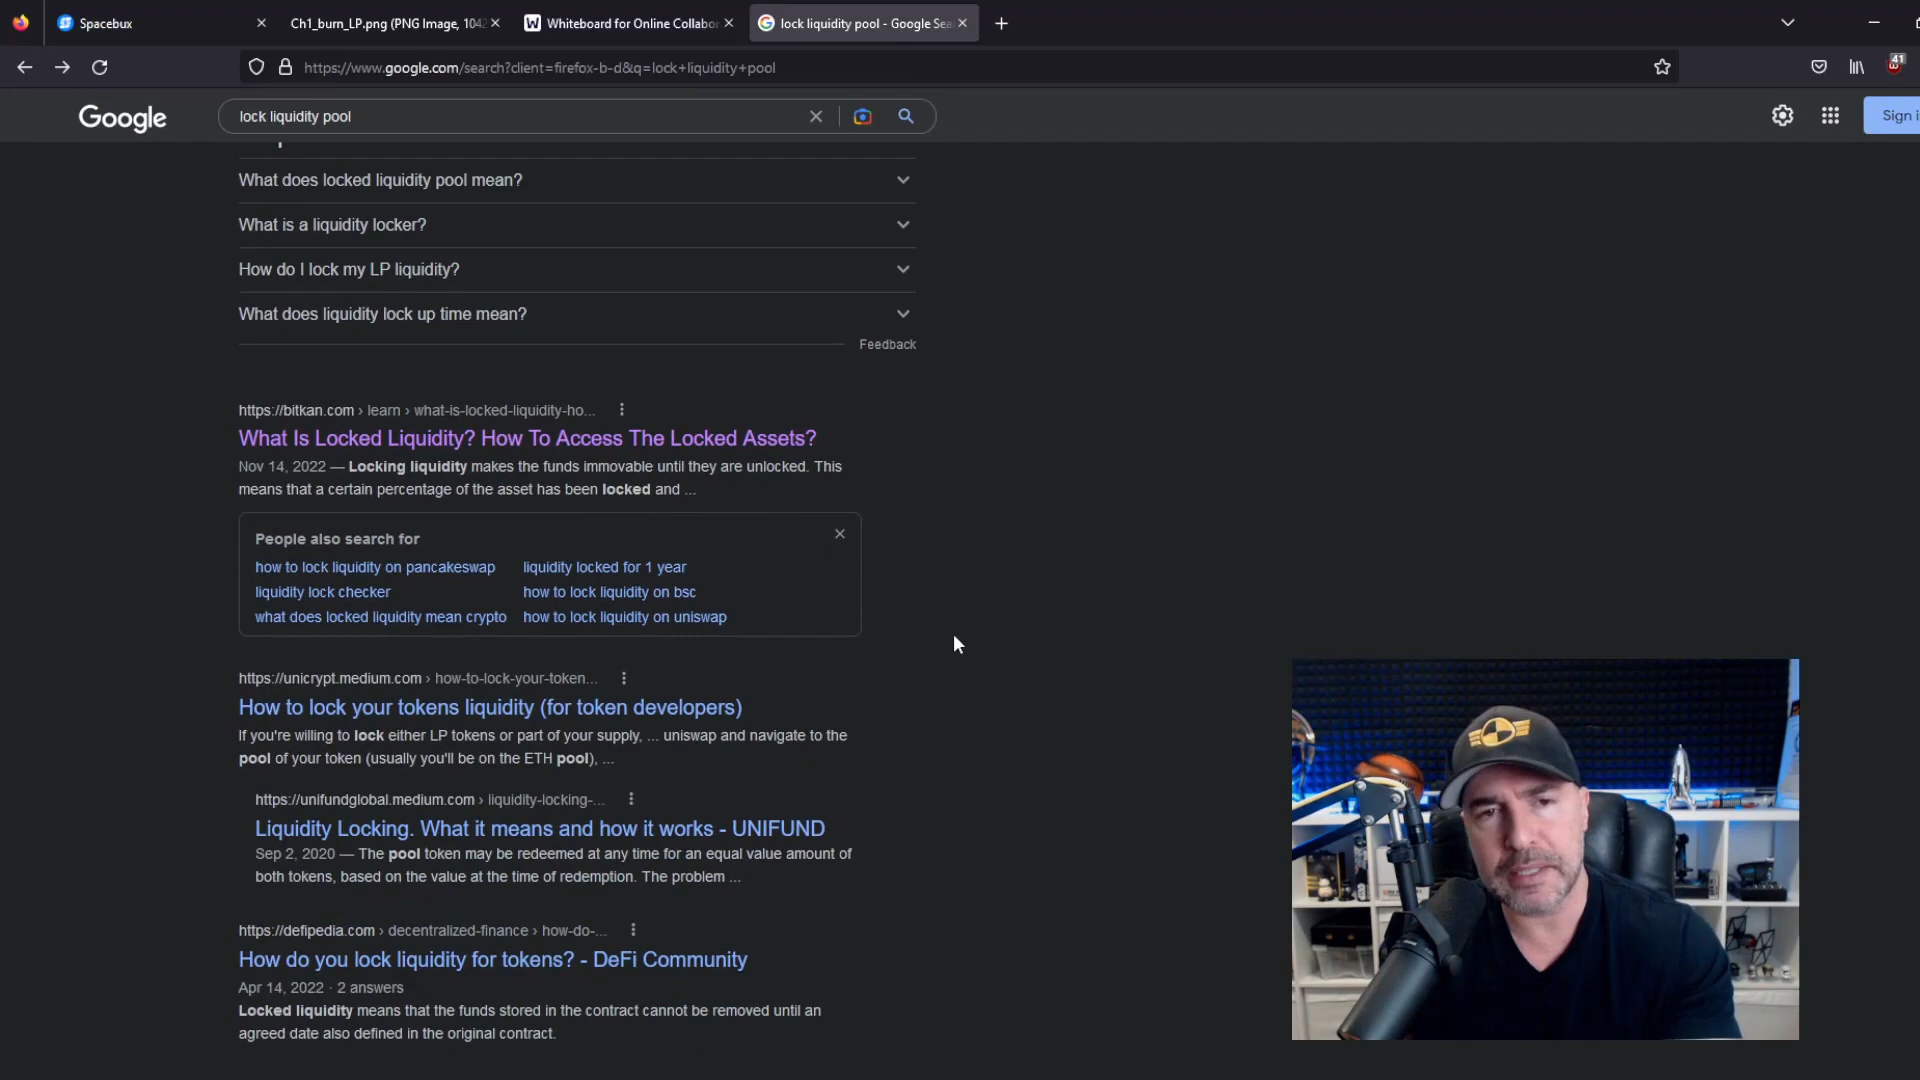 Spacebux
Ch1_burn_LP.png (PNG Image, 1042
Whiteboard for Online Collabor
lock liquidity pool - Google Sea
https://www.google.com/search?client=firefox-b-d&q=lock+liquidity+pool
41
Google
lock liquidity pool
Sign i
What does locked liquidity pool mean?
What is a liquidity locker?
How do I lock my LP liquidity?
What does liquidity lock up time mean?
Feedback
https://bitkan.com › learn › what-is-locked-liquidity-ho...
What Is Locked Liquidity? How To Access The Locked Assets?
Nov 14, 2022 — Locking liquidity makes the funds immovable until they are unlocked. This
means that a certain percentage of the asset has been locked and ...
People also search for
how to lock liquidity on pancakeswap
liquidity locked for 1 year
liquidity lock checker
how to lock liquidity on bsc
what does locked liquidity mean crypto
how to lock liquidity on uniswap
https://unicrypt.medium.com › how-to-lock-your-token...
How to lock your tokens liquidity (for token developers)
If you're willing to lock either LP tokens or part of your supply, ... uniswap and navigate to the
pool of your token (usually you'll be on the ETH pool), ...
https://unifundglobal.medium.com › liquidity-locking-...
Liquidity Locking. What it means and how it works - UNIFUND
Sep 2, 2020 — The pool token may be redeemed at any time for an equal value amount of
both tokens, based on the value at the time of redemption. The problem ...
https://defipedia.com › decentralized-finance › how-do-...
How do you lock liquidity for tokens? - DeFi Community
Apr 14, 2022 · 2 answers
Locked liquidity means that the funds stored in the contract cannot be removed until an
agreed date also defined in the original contract.